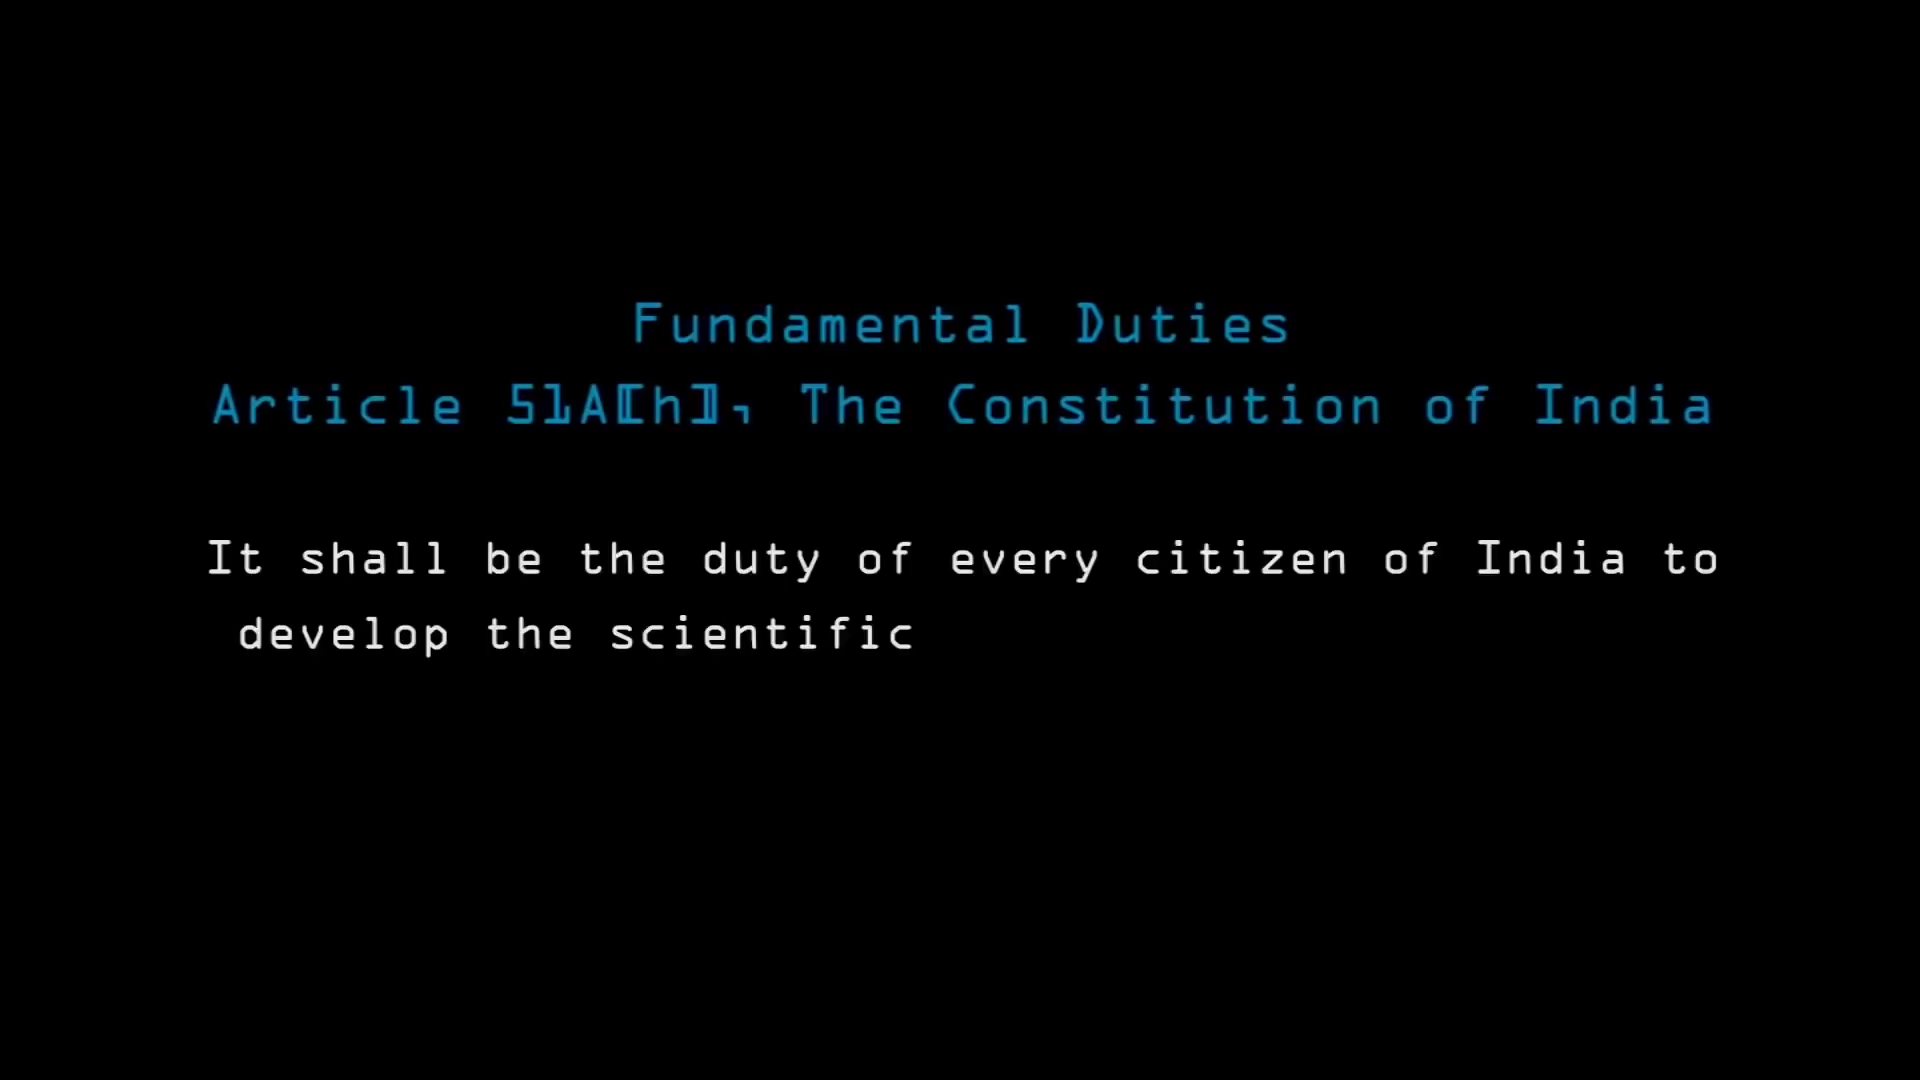 Fundamental Duties
Article 51A[h], The Constitution of India
It shall be the duty of every citizen of India to
develop the scientific